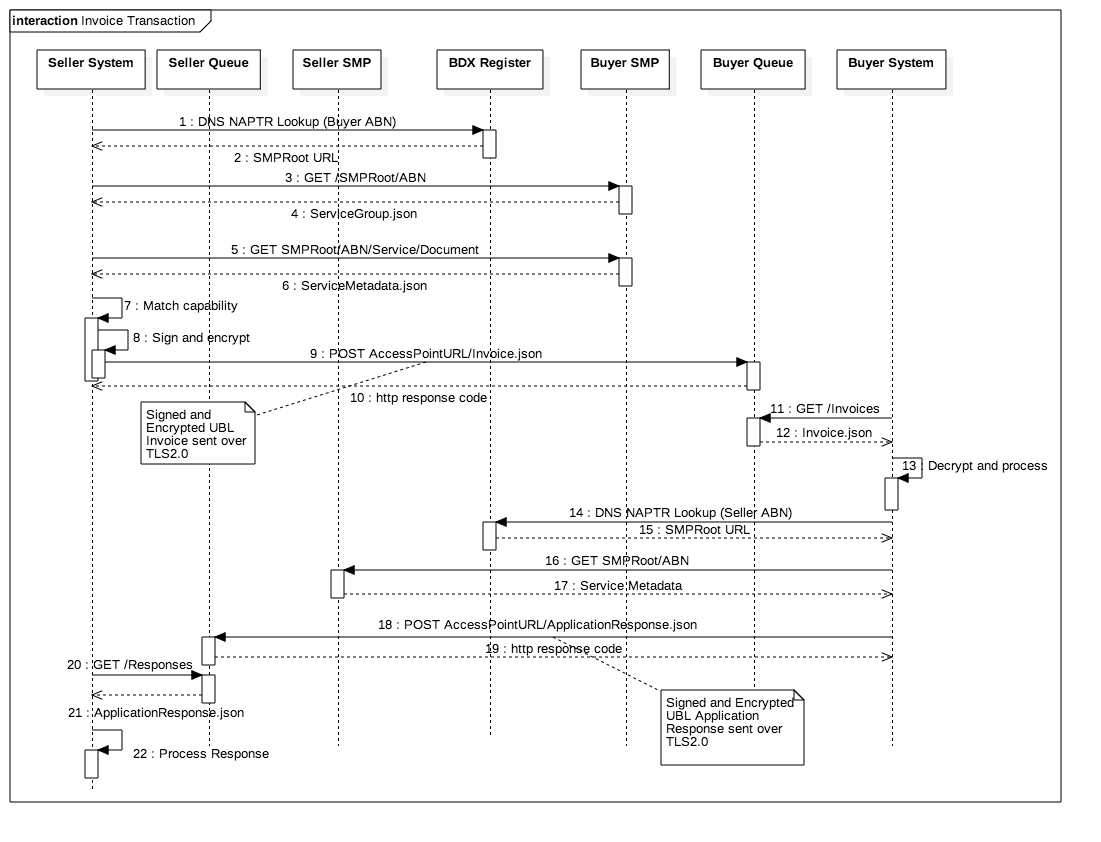 interaction Invoice Transaction
Seller System
Seller Queue
Seller SMP
BDX Register
Buyer SMP
Buyer Queue
Buyer System
1 : DNS NAPTR Lookup (Buyer ABN)
2 : SMPRoot URL
3 : GET /SMPRoot/ABN
4 : ServiceGroup.json
5 : GET SMPRoot/ABN/Service/Document
6 : ServiceMetadata.json
7 : Match capability
8 : Sign and encrypt
9 : POST AccessPointURL/Invoice.json
10 : http response code
Signed and
Encrypted UBL
Invoice sent over
TLS2.0
11 : GET /Invoices
12 : Invoice.json
13 : Decrypt and process
14 : DNS NAPTR Lookup (Seller ABN)
15 : SMPRoot URL
16 : GET SMPRoot/ABN
17 : Service Metadata
18 : POST AccessPointURL/ApplicationResponse.json
19 : http response code
20 : GET /Responses
21 : ApplicationResponse.json
Signed and Encrypted
UBL Application
Response sent over
TLS2.0
22 : Process Response